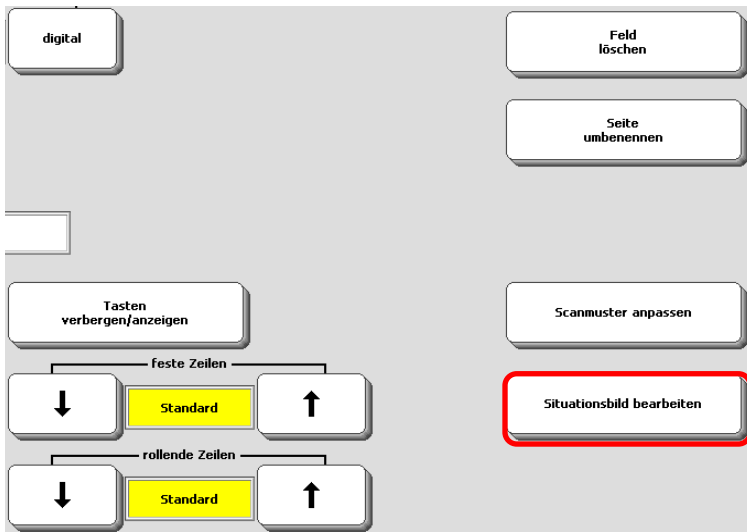 digital
Feld
löschen
Seite
umbenennen
Tasten
verbergen/anzeigen
Scanmuster anpassen
feste Zeilen
Standard
Situationsbild bearbeiten
rollende Zeilen
Standard